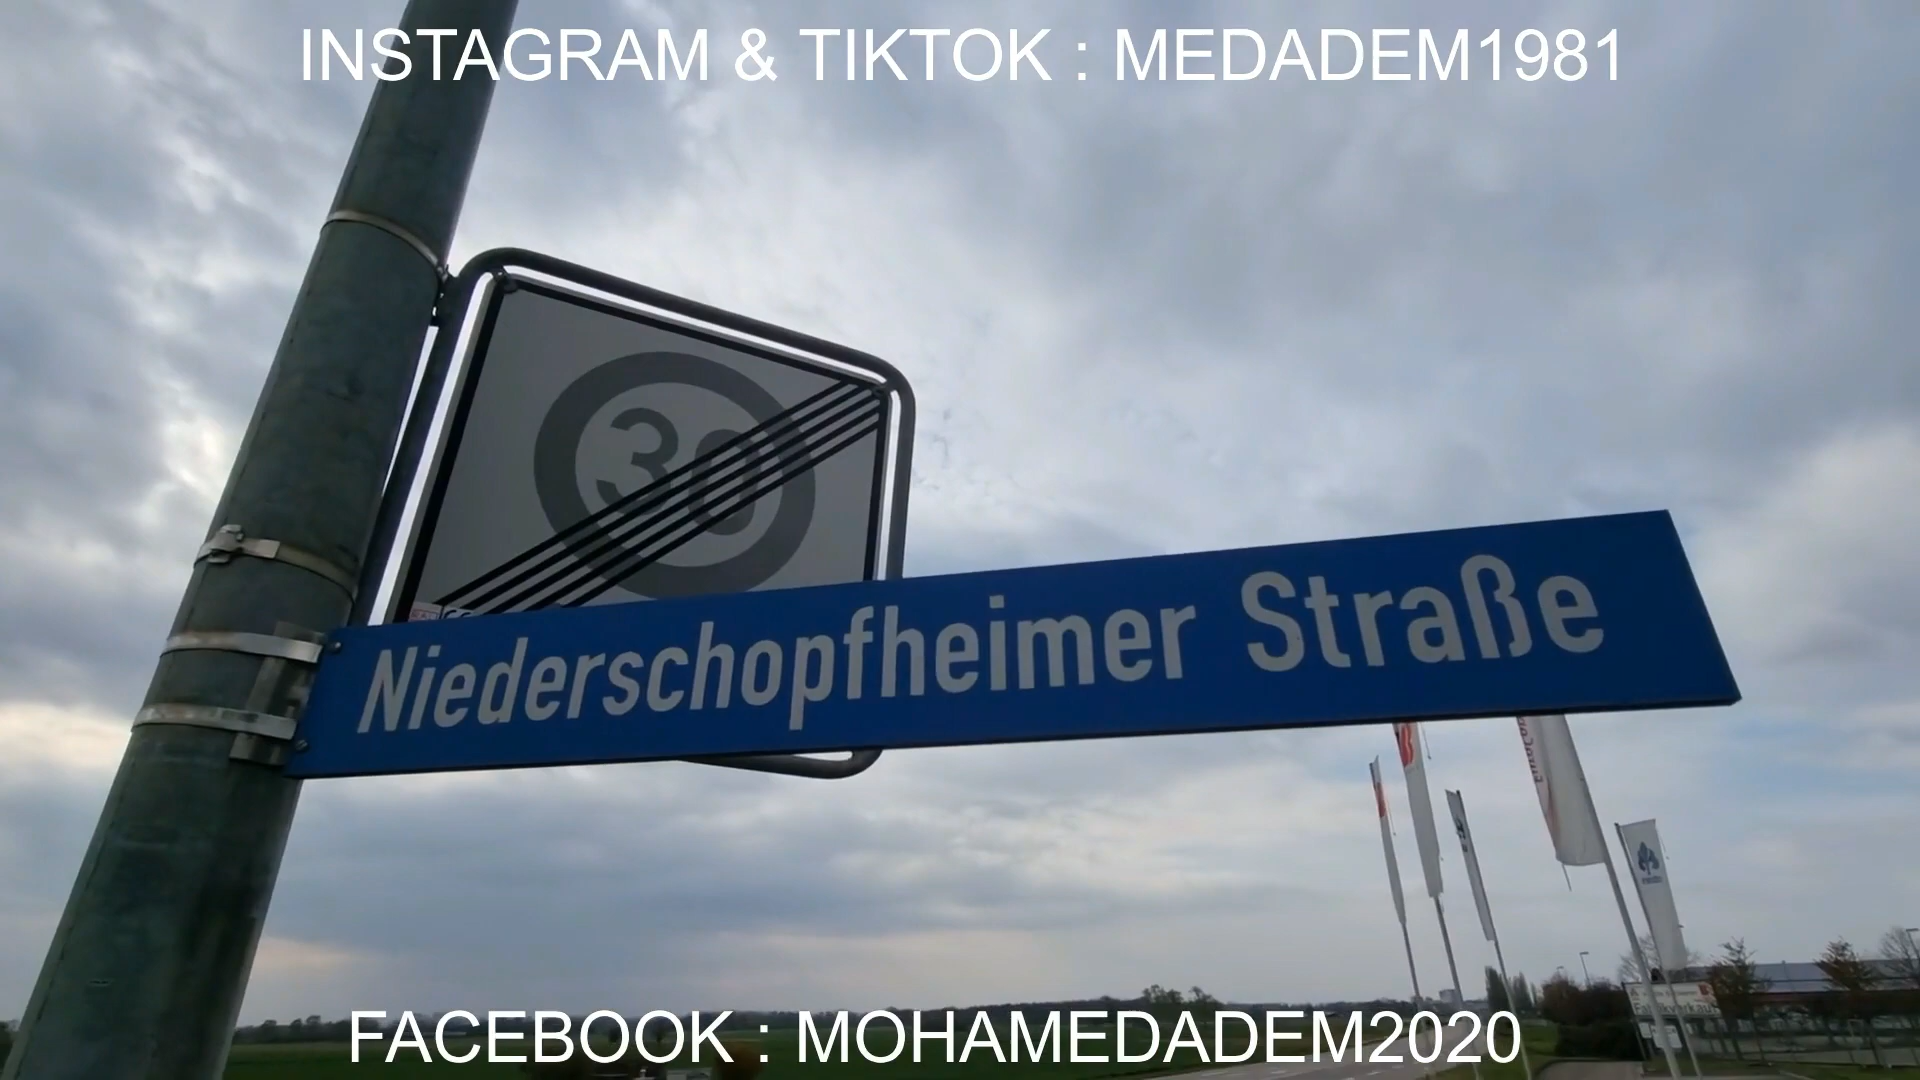 INSTAGRAM & TIKTOK : MEDADEM1981
30
Niederschopfheimer Straße
FACEBOOK : MOHAMEDADEM2020